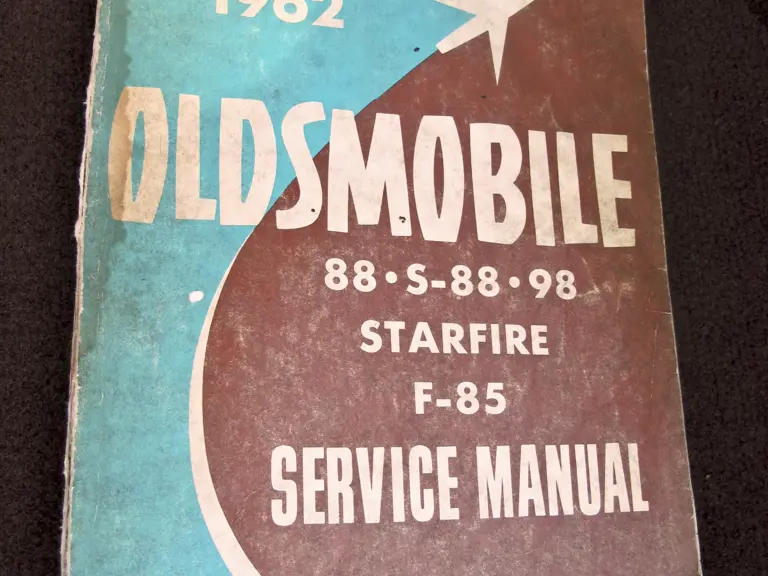 1962
OLDSMOBILE
88 • S-88 • 98
STARFIRE
F-85
SERVICE MANUAL